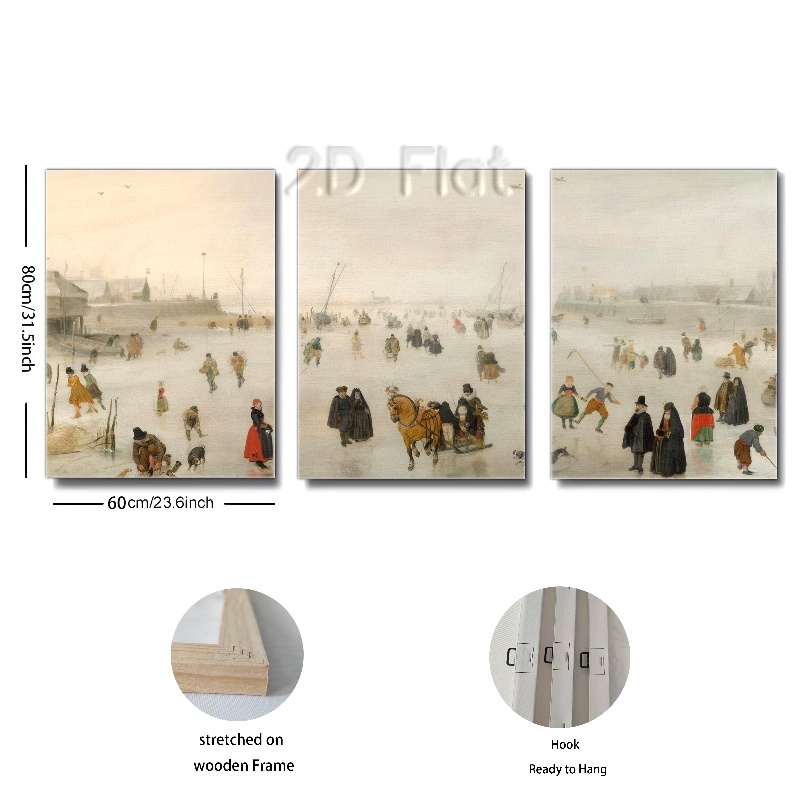 2D Flat
80cm/31.5inch
60cm/23.6inch
stretched on
wooden Frame
Hook
Ready to Hang